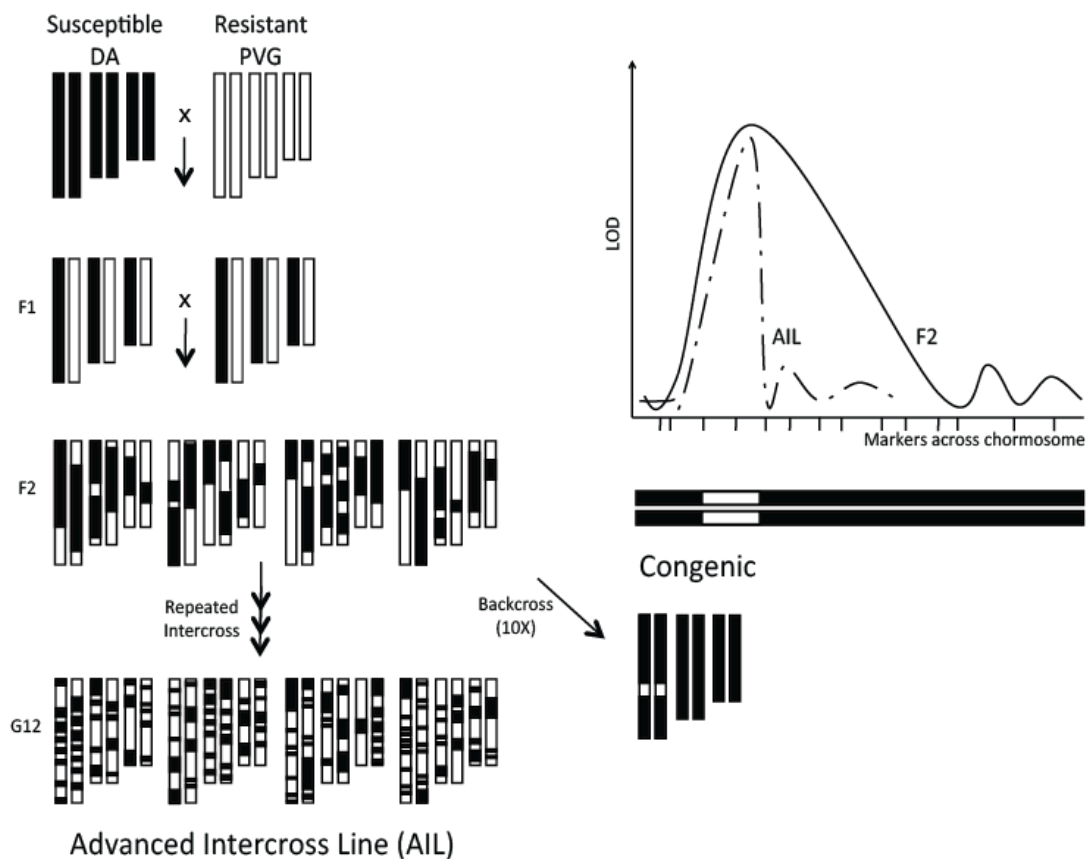 Susceptible
DA
Resistant
PVG
x
F1
x
F2
Repeated
Intercross
Backcross
(10X)
G12
Advanced Intercross Line (AIL)
LOD
AIL
F2
Markers across chormosome
Congenic